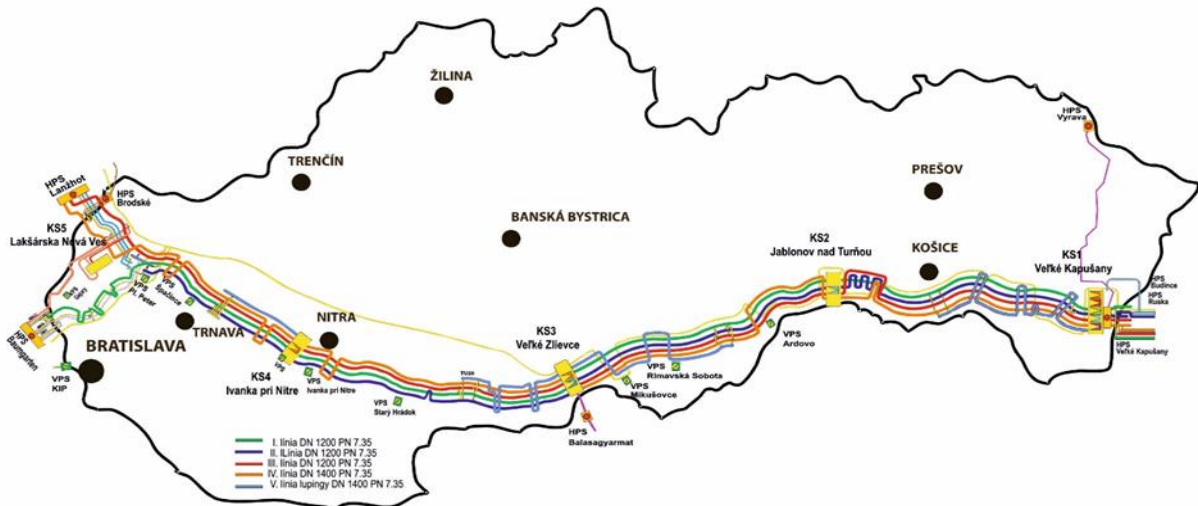 ŽILINA
HPS
Vyrava
TRENČÍN
PREŠOV
HPS
Lanžhot
HPS
Brodské
BANSKÁ BYSTRICA
KS2
Jablonov nad Turňou
KOŠICE
KS1
Veľké Kapušany
KS5
Lakšárska Nová Ves
HPS
Budince
HPS
Ruska
HPS
Veľké Kapušany
VPS
Špačince
VPS
Pl. Peter
VPS
HPS
Baumgarten
TRNAVA
NITRA
BRATISLAVA
VPS
KIP
KS4
Ivanka pri Nitre
VPS
VPS
Ivanka pri Nitre
VPS
Starý Hrádok
KS3
Veľké Zlievce
VPS
Ardovo
VPS
Rimavská Sobota
VPS
Mikušovce
HPS
Balasagyarmat
I. línia DN 1200 PN 7.35
II. ILínia DN 1200 PN 7.35
III. línia DN 1200 PN 7.35
IV. línia DN 1400 PN 7.35
V. línia lupingy DN 1400 PN 7.35